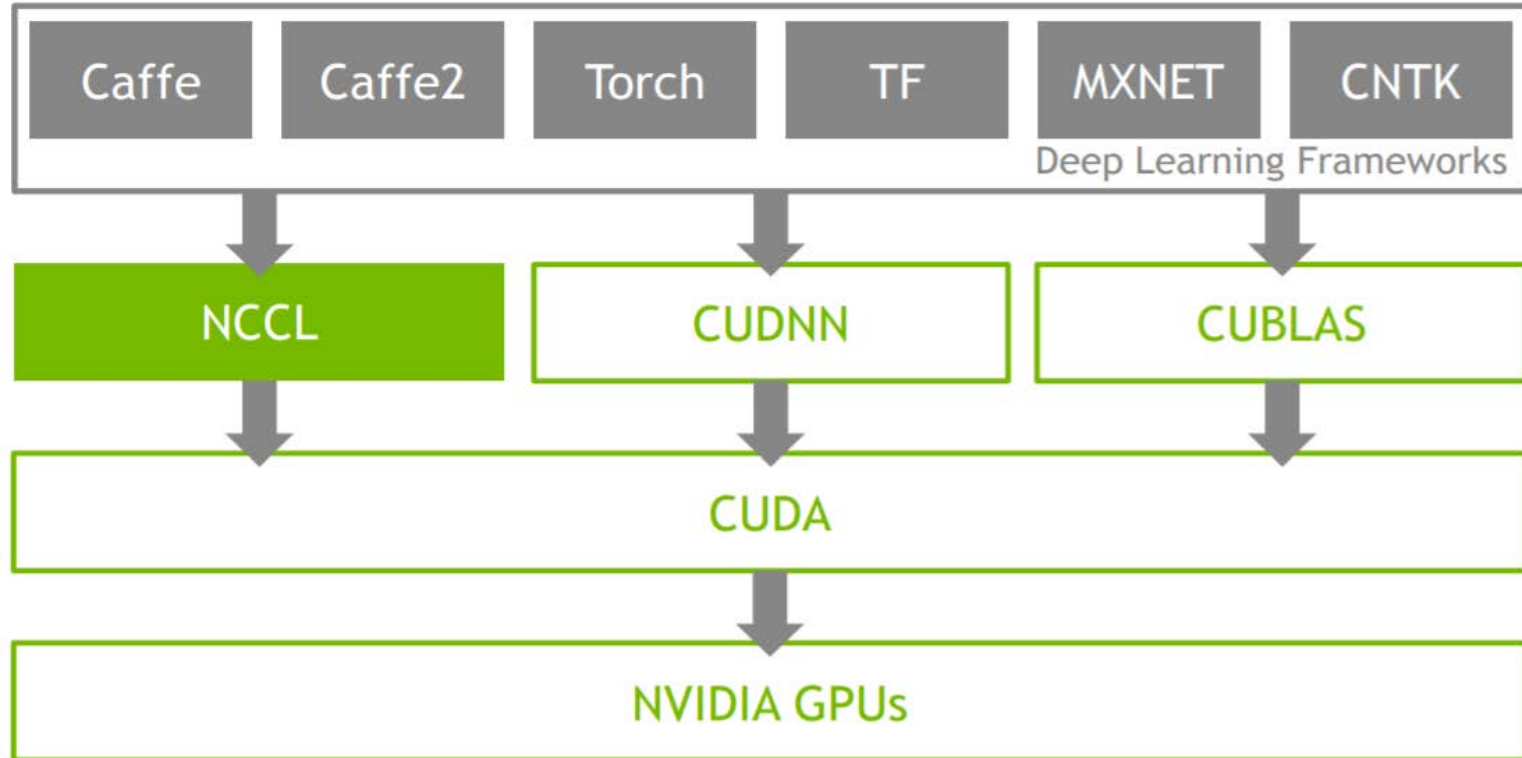 Caffe Caffe2 Torch TF MXNET CNTK
Deep Learning Frameworks
NCCL CUDNN CUBLAS
CUDA
NVIDIA GPUs